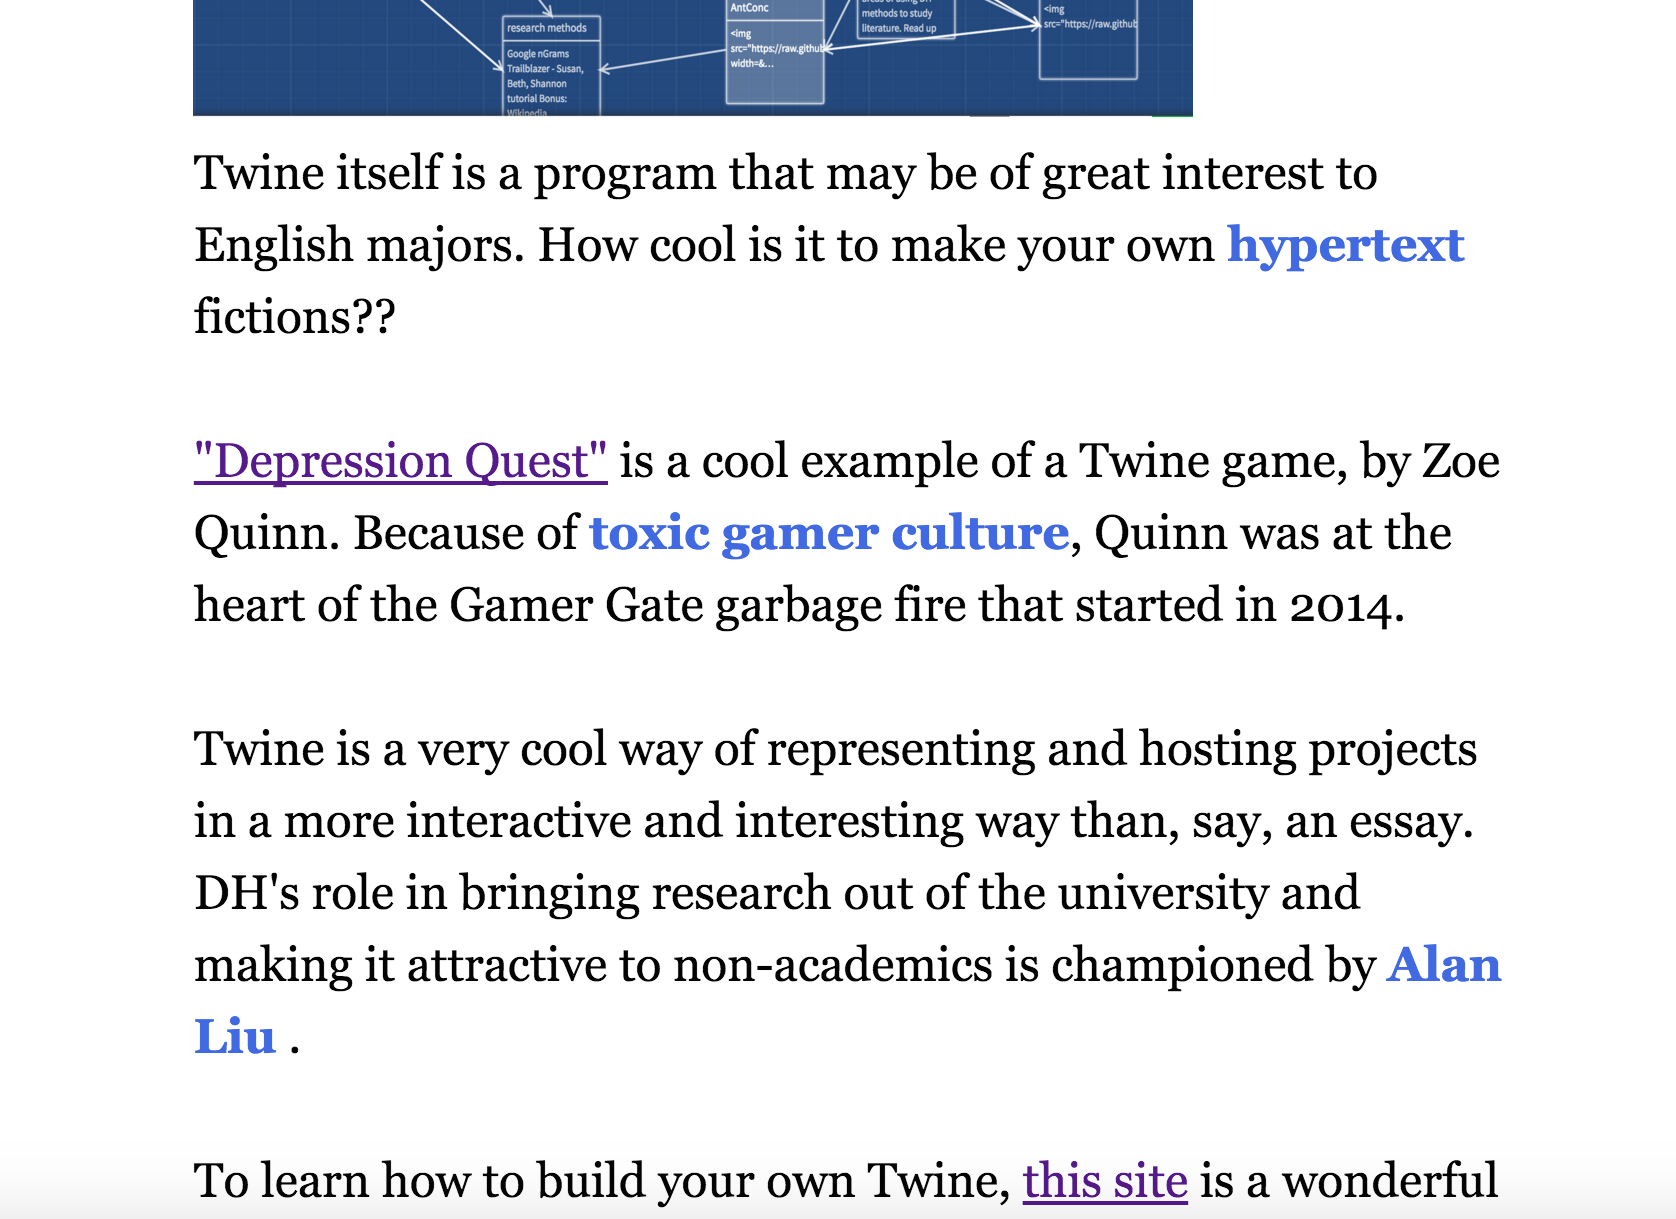 AntConc
methods to study
literature. Read up
<img
src="https://raw.githut
research methods
Google nGrams
Trailblazer - Susan,
Beth, Shannon
tutorial Bonus:
Wikipedia
<img
src="https://raw.githut
width=&...
Twine itself is a program that may be of great interest to
English majors. How cool is it to make your own hypertext
fictions??
"Depression Quest" is a cool example of a Twine game, by Zoe
Quinn. Because of toxic gamer culture, Quinn was at the
heart of the Gamer Gate garbage fire that started in 2014.
Twine is a very cool way of representing and hosting projects
in a more interactive and interesting way than, say, an essay.
DH's role in bringing research out of the university and
making it attractive to non-academics is championed by Alan
Liu .
To learn how to build your own Twine, this site is a wonderful